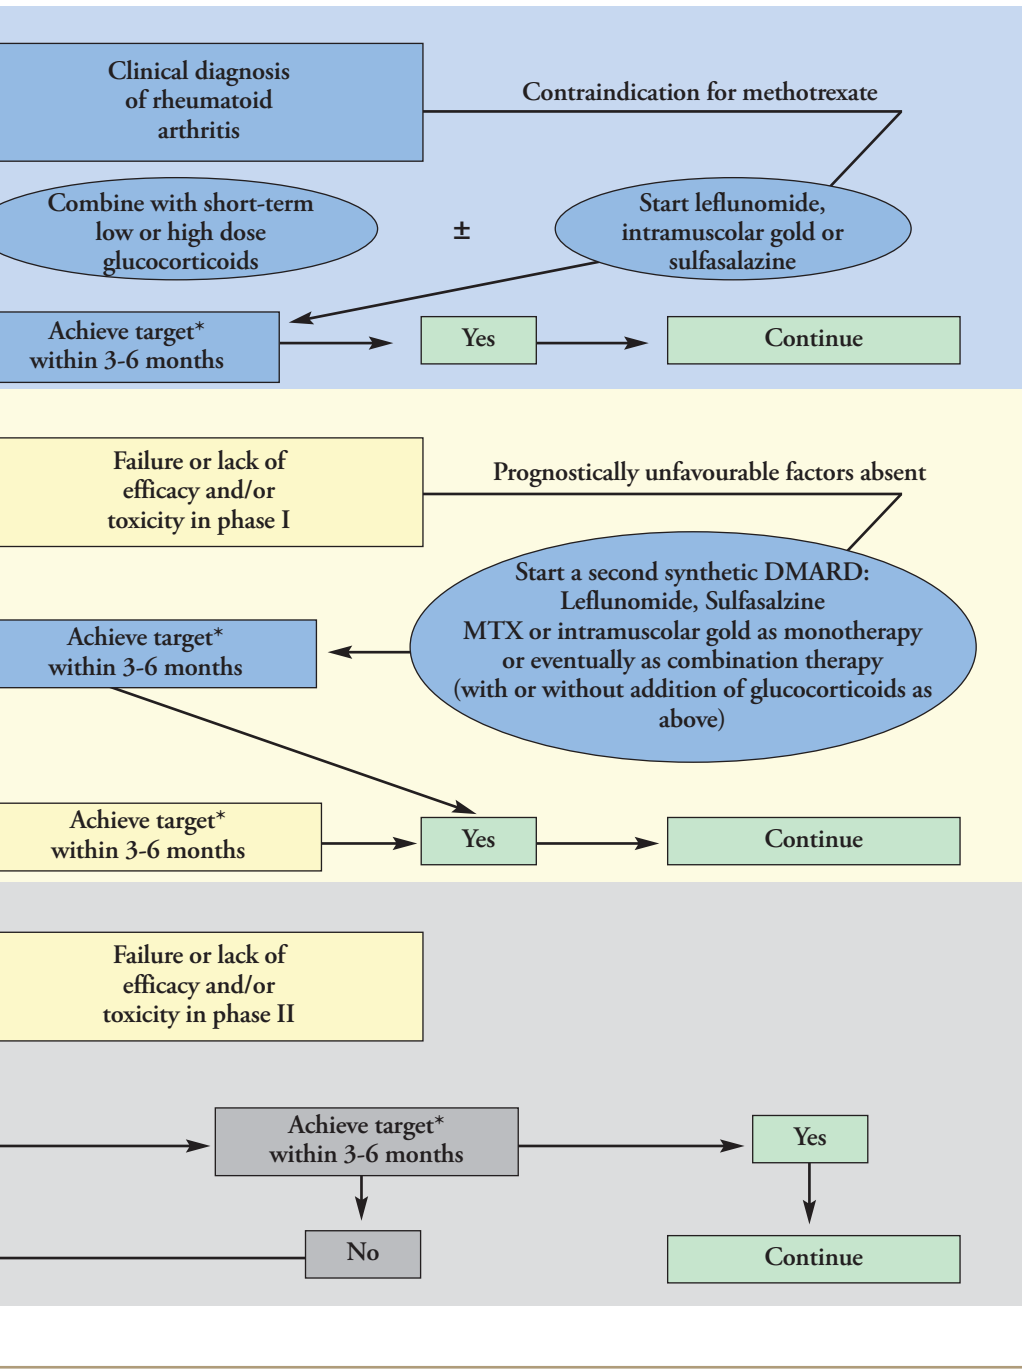 Clinical diagnosis
of rheumatoid
arthritis
Contraindication for methotrexate
Combine with short-term
low or high dose
glucocorticoids
±
Start leflunomide,
intramuscolar gold or
sulfasalazine
Achieve target*
within 3-6 months
Yes
Continue
Failure or lack of
efficacy and/or
toxicity in phase I
Prognostically unfavourable factors absent
Start a second synthetic DMARD:
Leflunomide, Sulfasalzine
MTX or intramuscolar gold as monotherapy
or eventually as combination therapy
(with or without addition of glucocorticoids as
above)
Achieve target*
within 3-6 months
Achieve target*
within 3-6 months
Yes
Continue
Failure or lack of
efficacy and/or
toxicity in phase II
Achieve target*
within 3-6 months
Yes
No
Continue